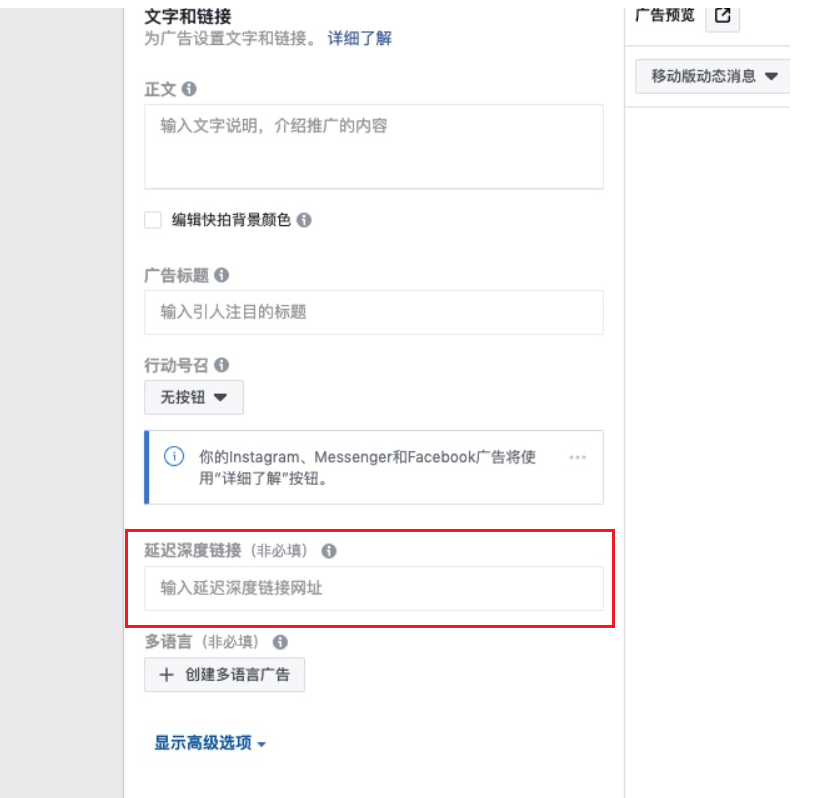 文字和链接
为广告设置文字和链接。 详细了解
正文
输入文字说明，介绍推广的内容
编辑快拍背景颜色
广告标题
输入引人注目的标题
行动号召
无按钮
你的Instagram、Messenger和Facebook广告将使
用“详细了解”按钮。
延迟深度链接（非必填）
输入延迟深度链接网址
多语言（非必填）
创建多语言广告
显示高级选项
广告预览
移动版动态消息